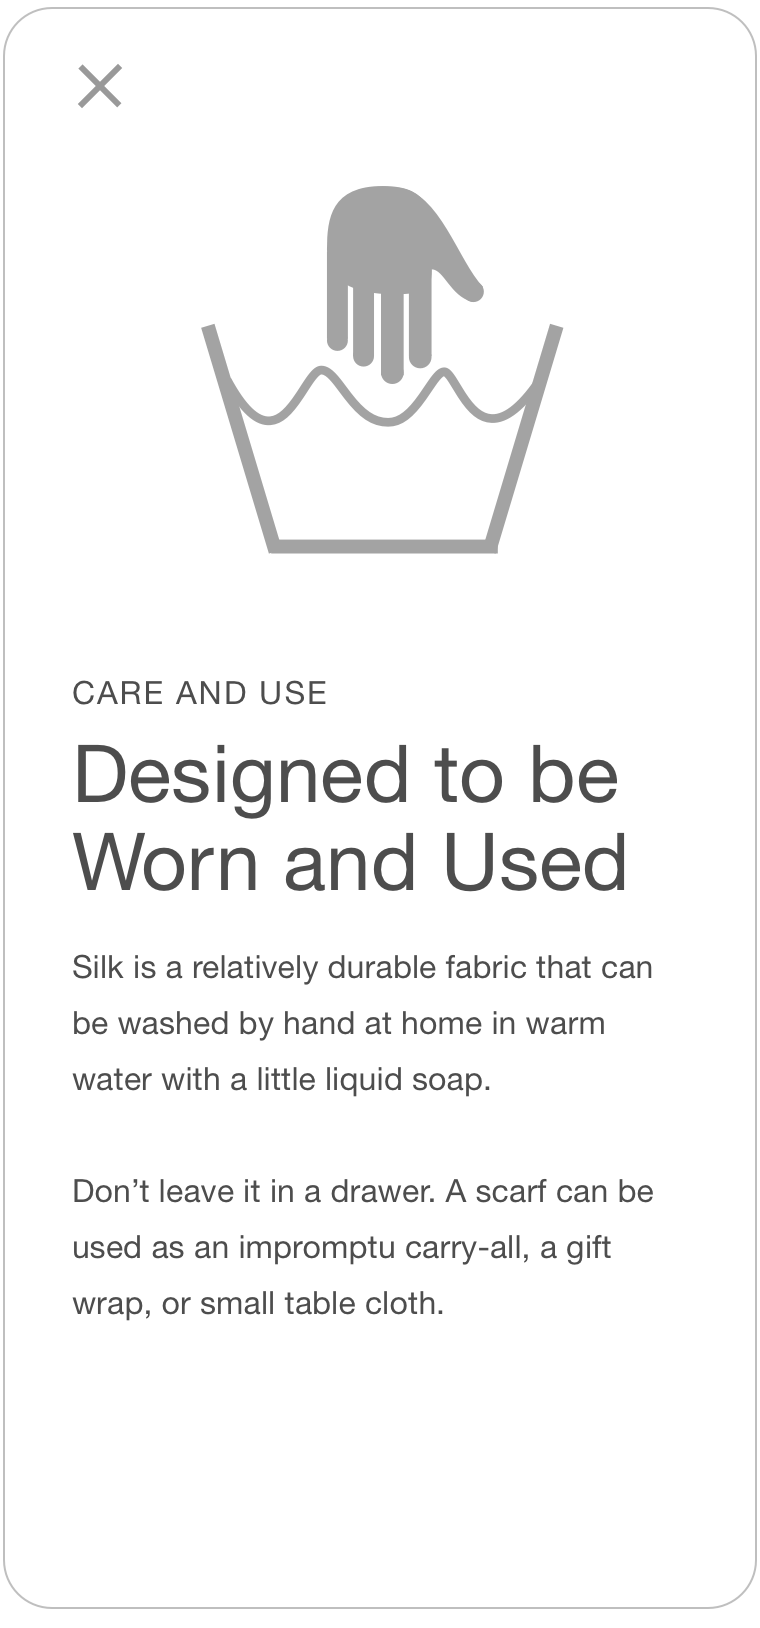 CARE AND USE
Designed to be
Worn and Used
Silk is a relatively durable fabric that can
be washed by hand at home in warm
water with a little liquid soap.
Don’t leave it in a drawer. A scarf can be
used as an impromptu carry-all, a gift
wrap, or small table cloth.